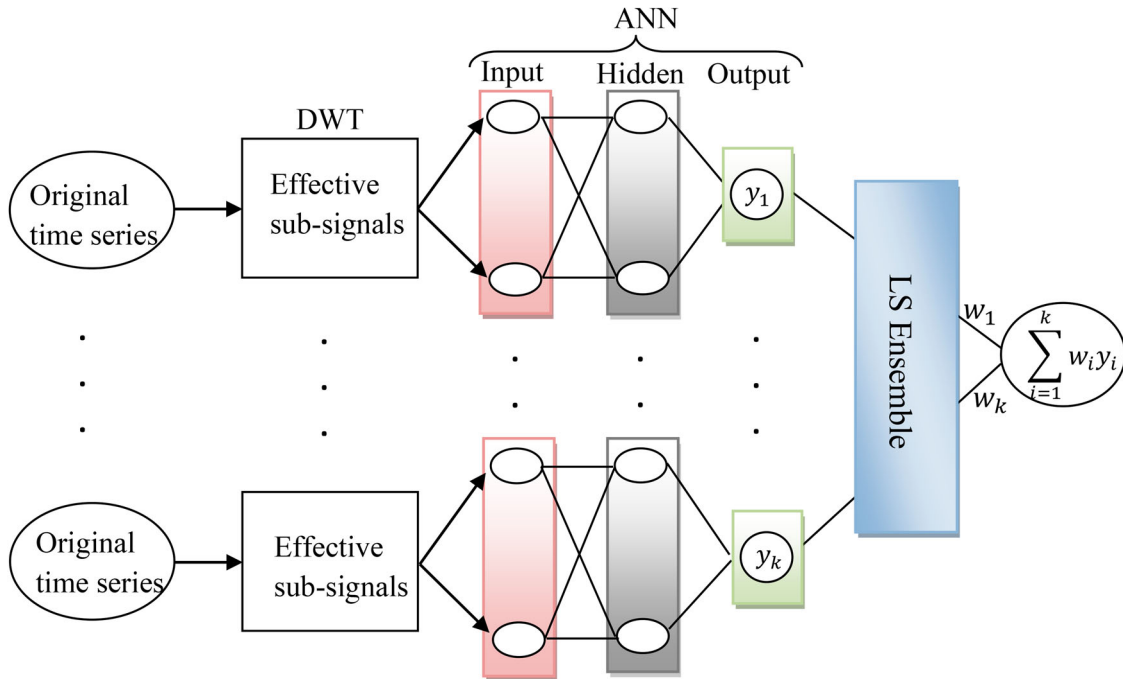 ANN
Input Hidden Output
DWT
Original
time series
Effective
sub-signals
y₁
LS Ensemble
w₁
k
∑ wᵢyᵢ
i=1
wₖ
Original
time series
Effective
sub-signals
yₖ